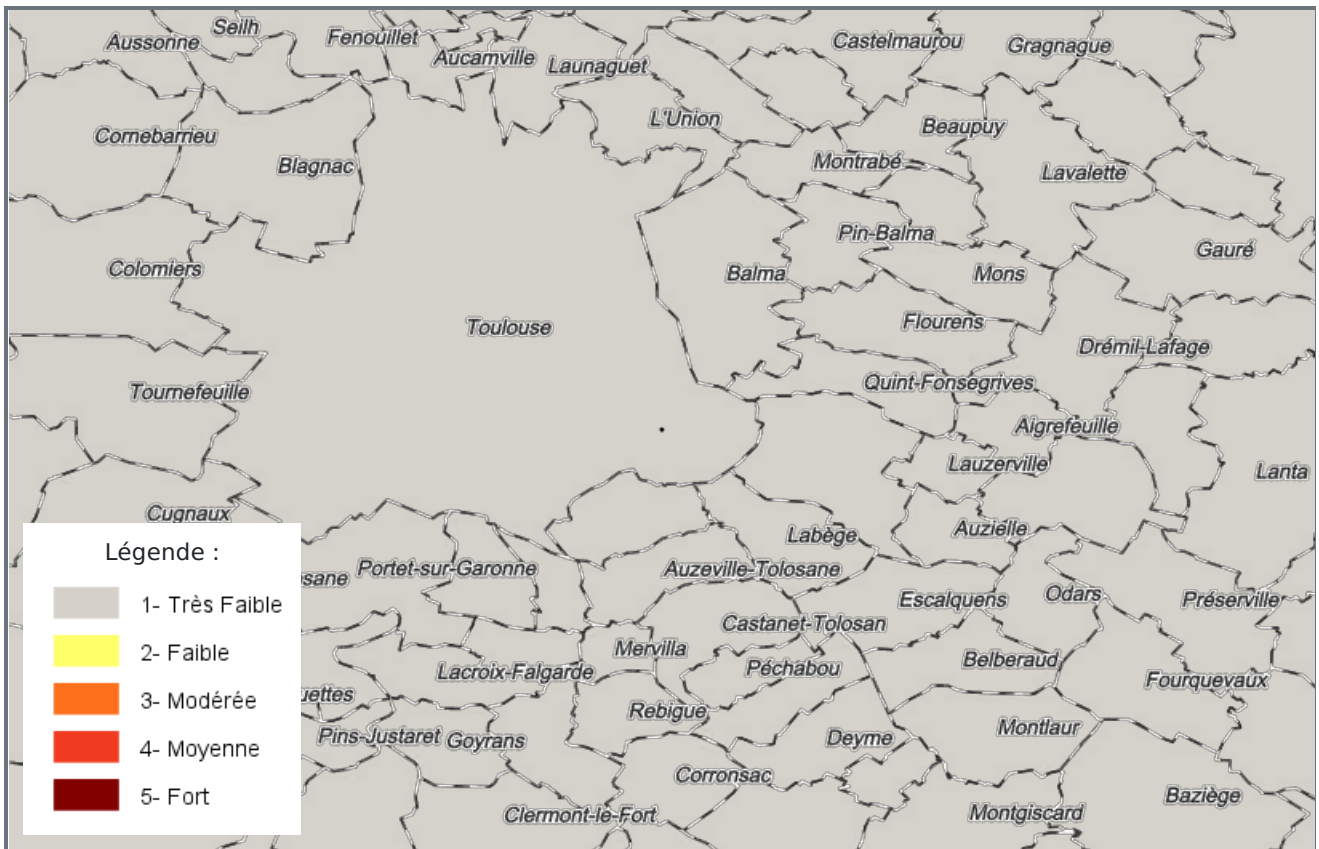 Seilh
Aussonne
Fenouillet
Aucamville
Launaguet
Castelmaurou
Gragnague
Cornebarrieu
Blagnac
L'Union
Beaupuy
Montrabé
Lavalette
Colomiers
Pin-Balma
Balma
Mons
Gauré
Toulouse
Flourens
Drémil-Lafage
Tournefeuille
Quint-Fonsegrives
Aigrefeuille
Lauzerville
Lanta
Cugnaux
Labège
Auzielle
Portet-sur-Garonne
Auzeville-Tolosane
Escalquens
Odars
Préserville
Castanet-Tolosan
Mervilla
Lacroix-Falgarde
Péchabou
Belberaud
Fourquevaux
Rebigue
Pins-Justaret
Goyrans
Deyme
Montlaur
Corronsac
Clermont-le-Fort
Montgiscard
Baziège
sane
uettes
Légende :
1- Très Faible
2- Faible
3- Modérée
4- Moyenne
5- Fort